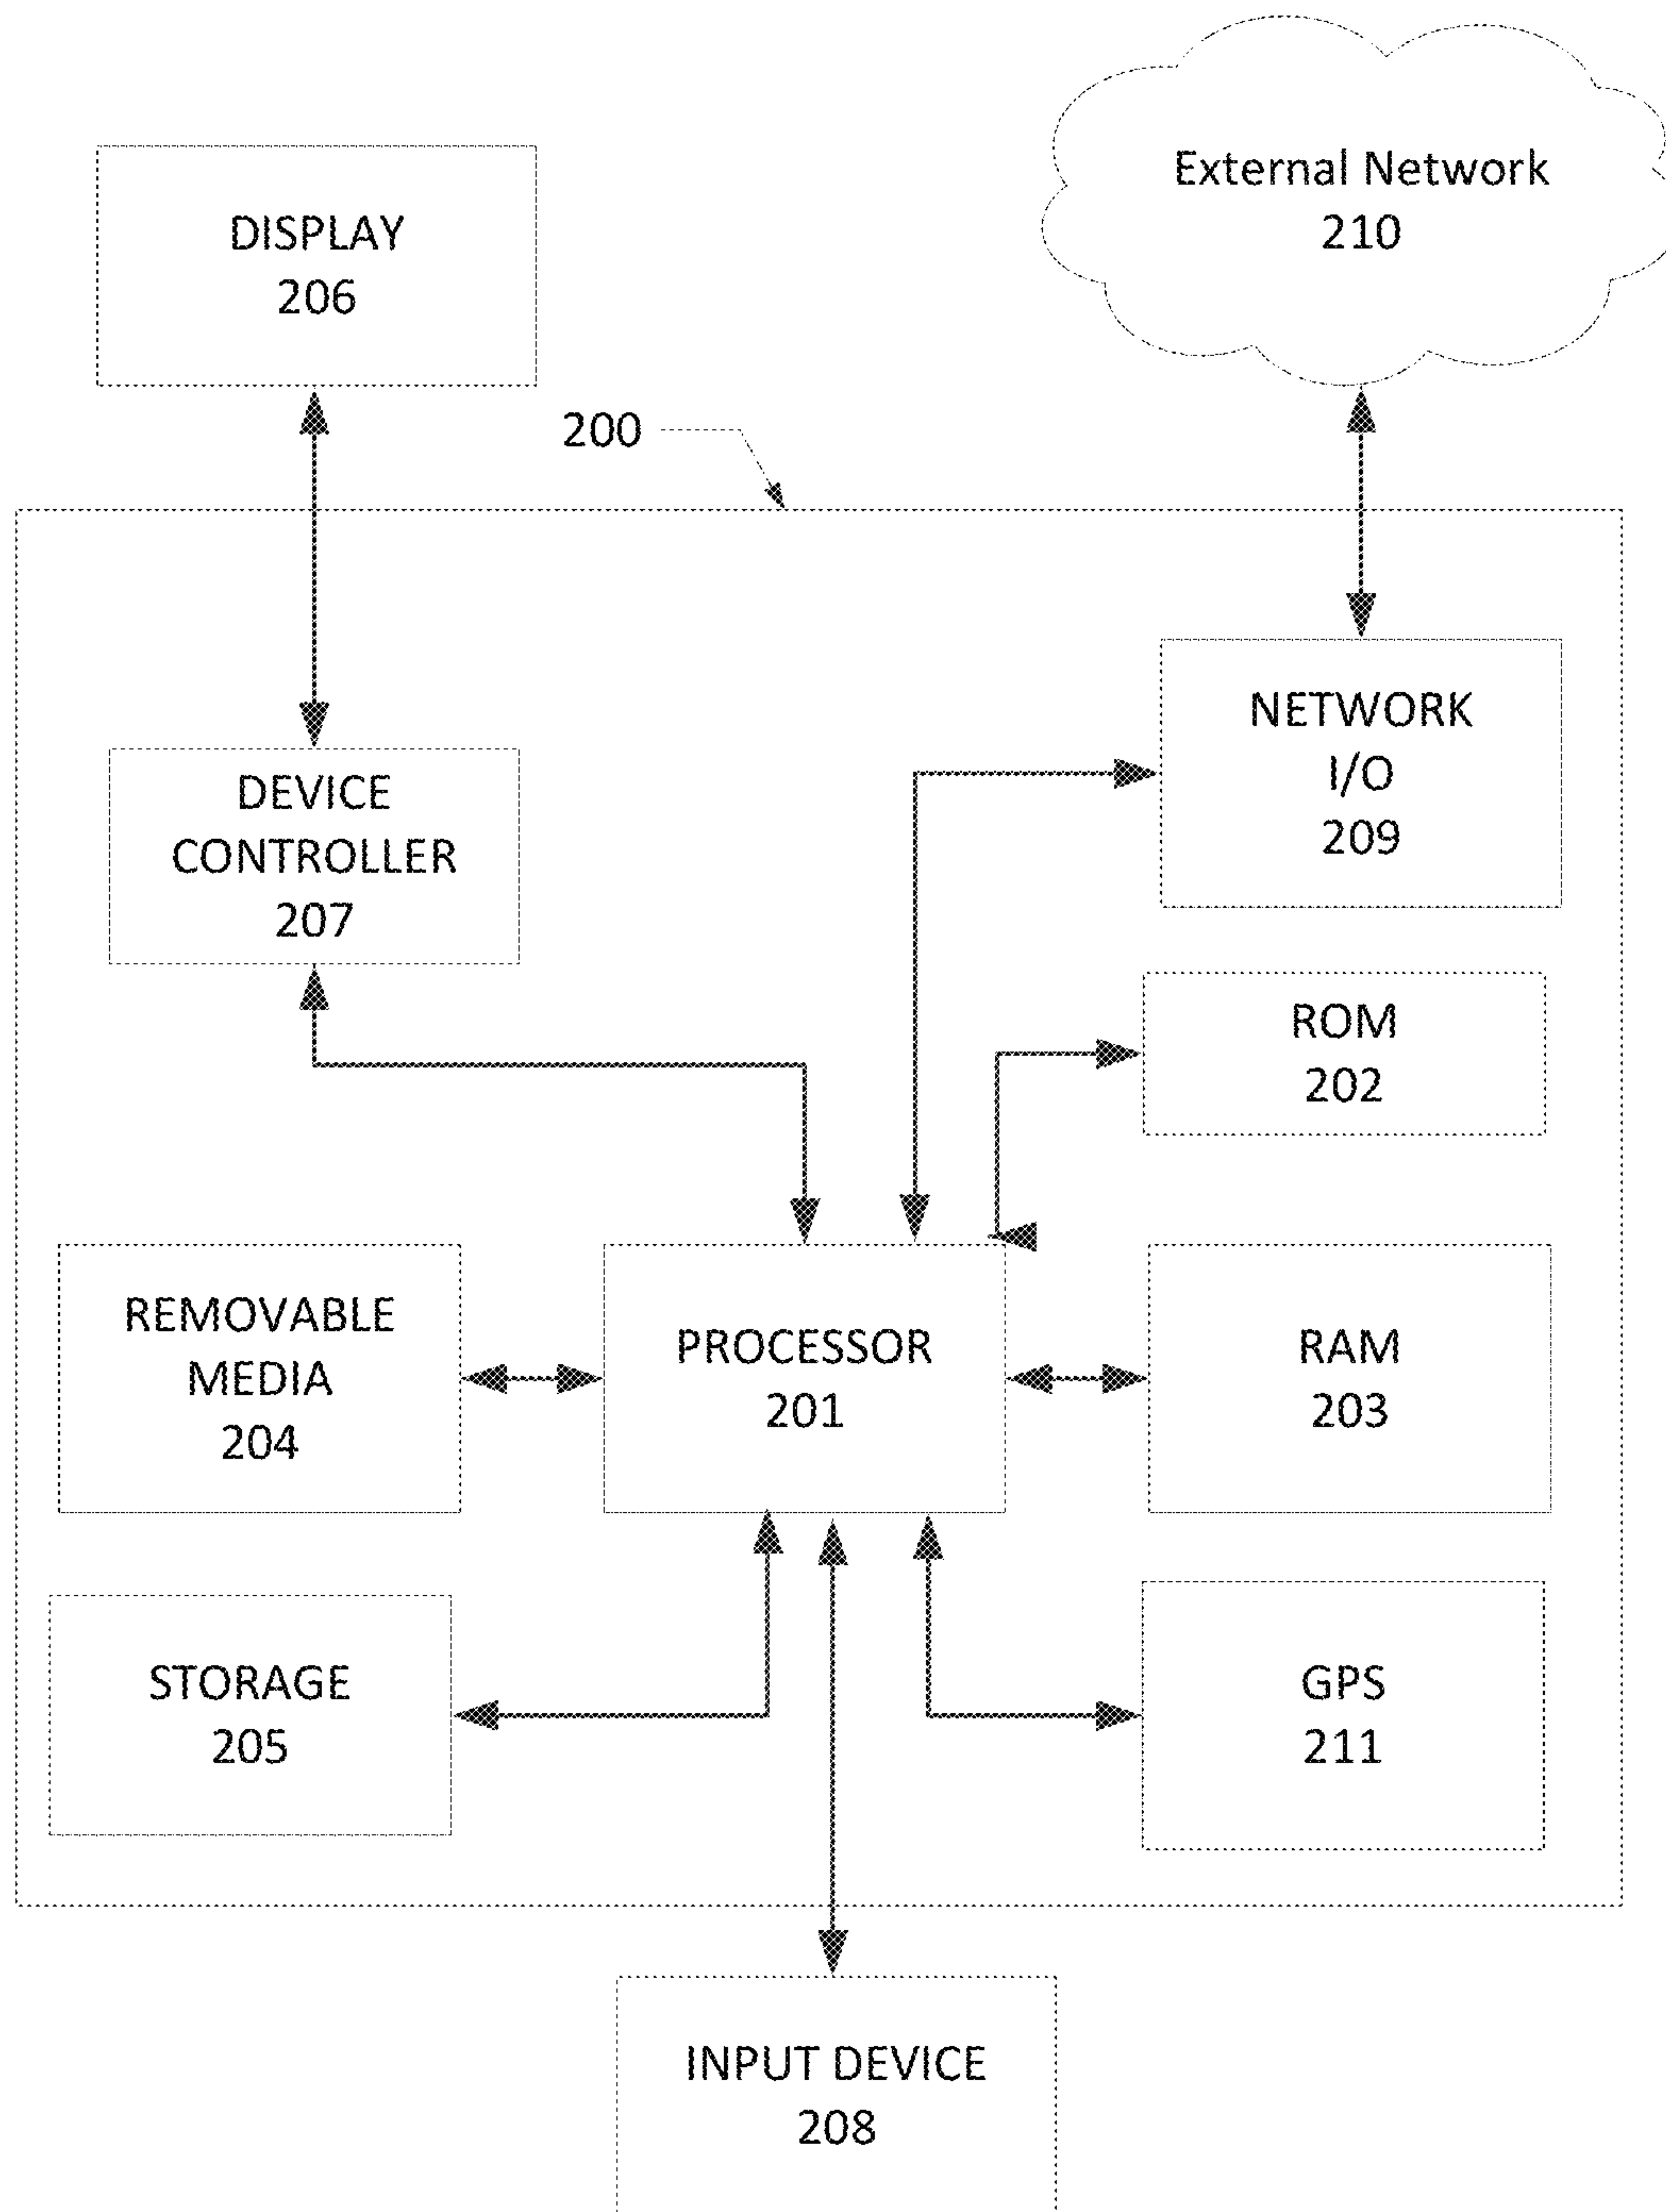 External Network
210
DISPLAY
206
200
NETWORK
I/O
209
DEVICE
CONTROLLER
207
ROM
202
REMOVABLE
MEDIA
204
PROCESSOR
201
RAM
203
STORAGE
205
GPS
211
INPUT DEVICE
208